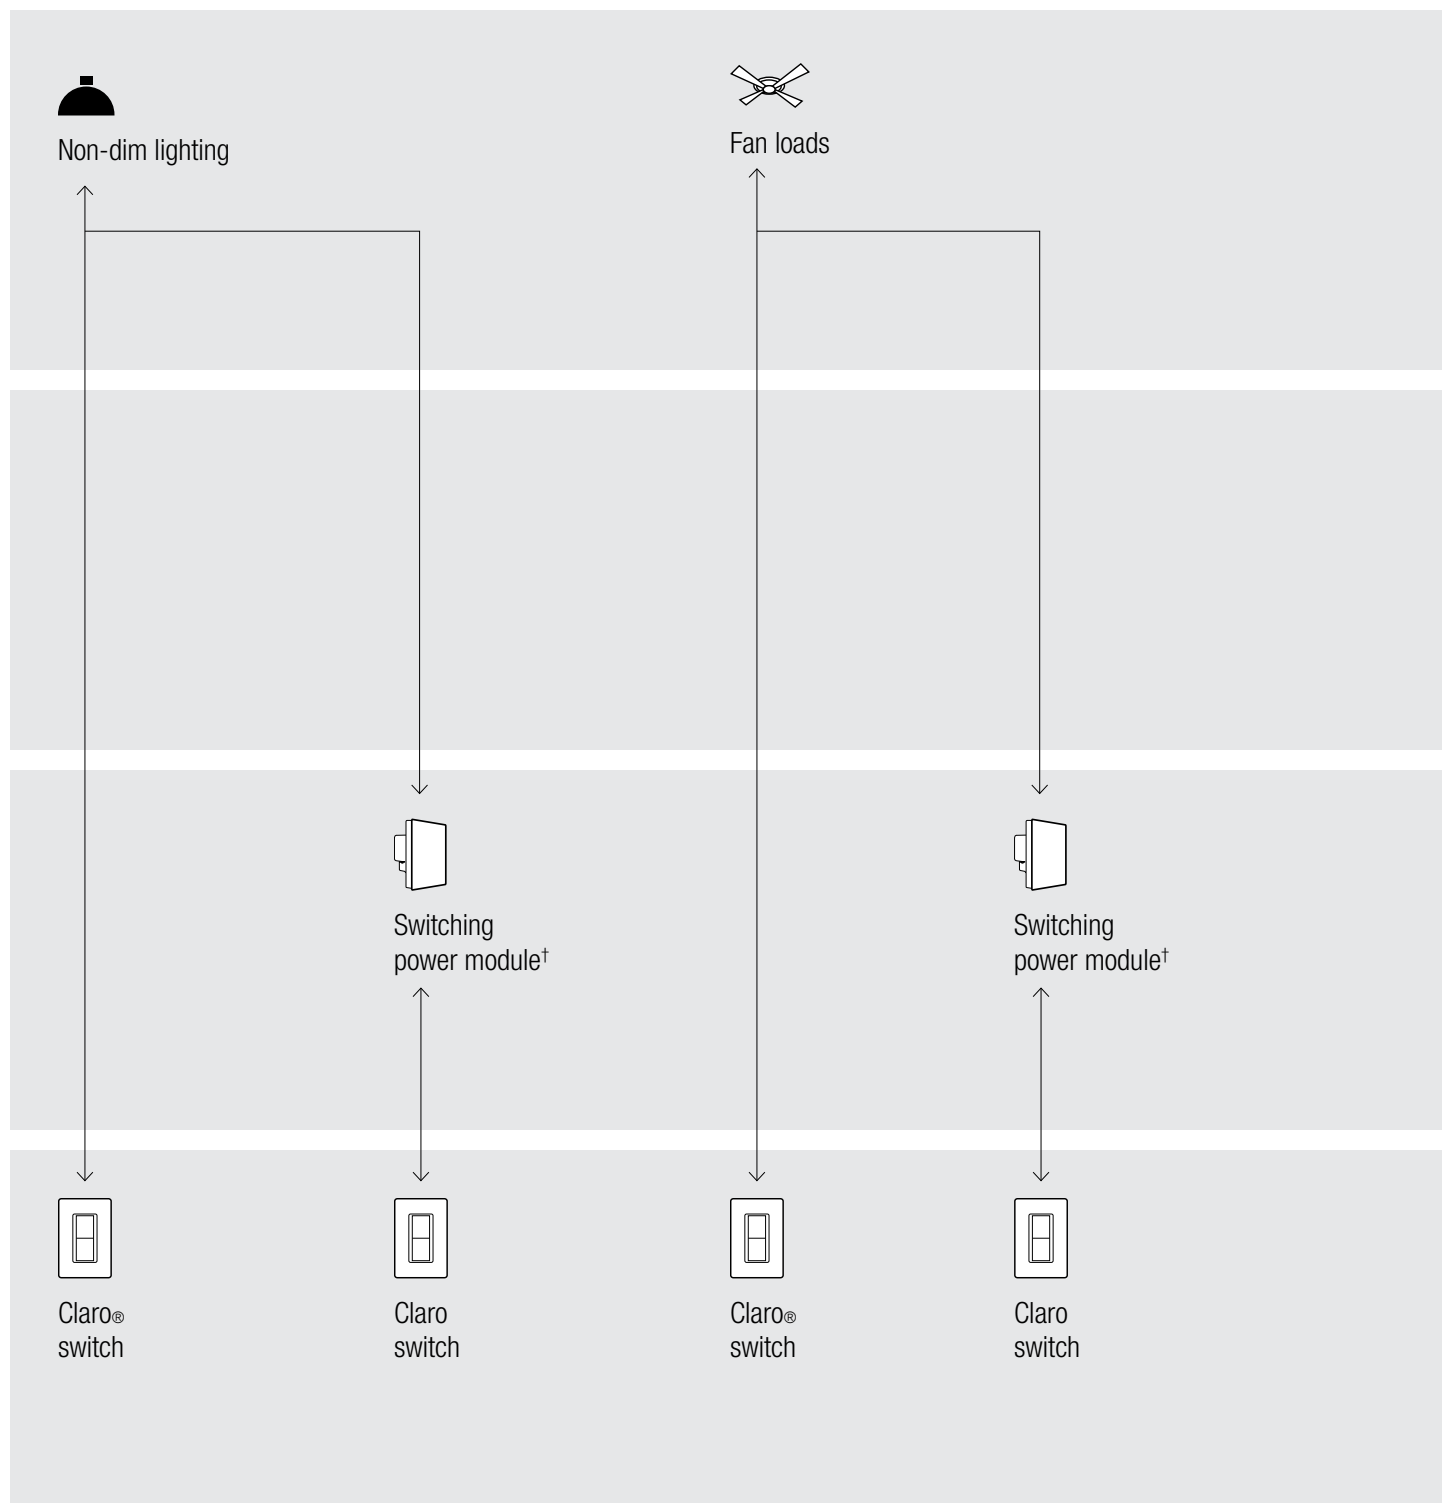 Non-dim lighting
Fan loads
Switching
power module†
Switching
power module†
Claro®
switch
Claro
switch
Claro®
switch
Claro
switch